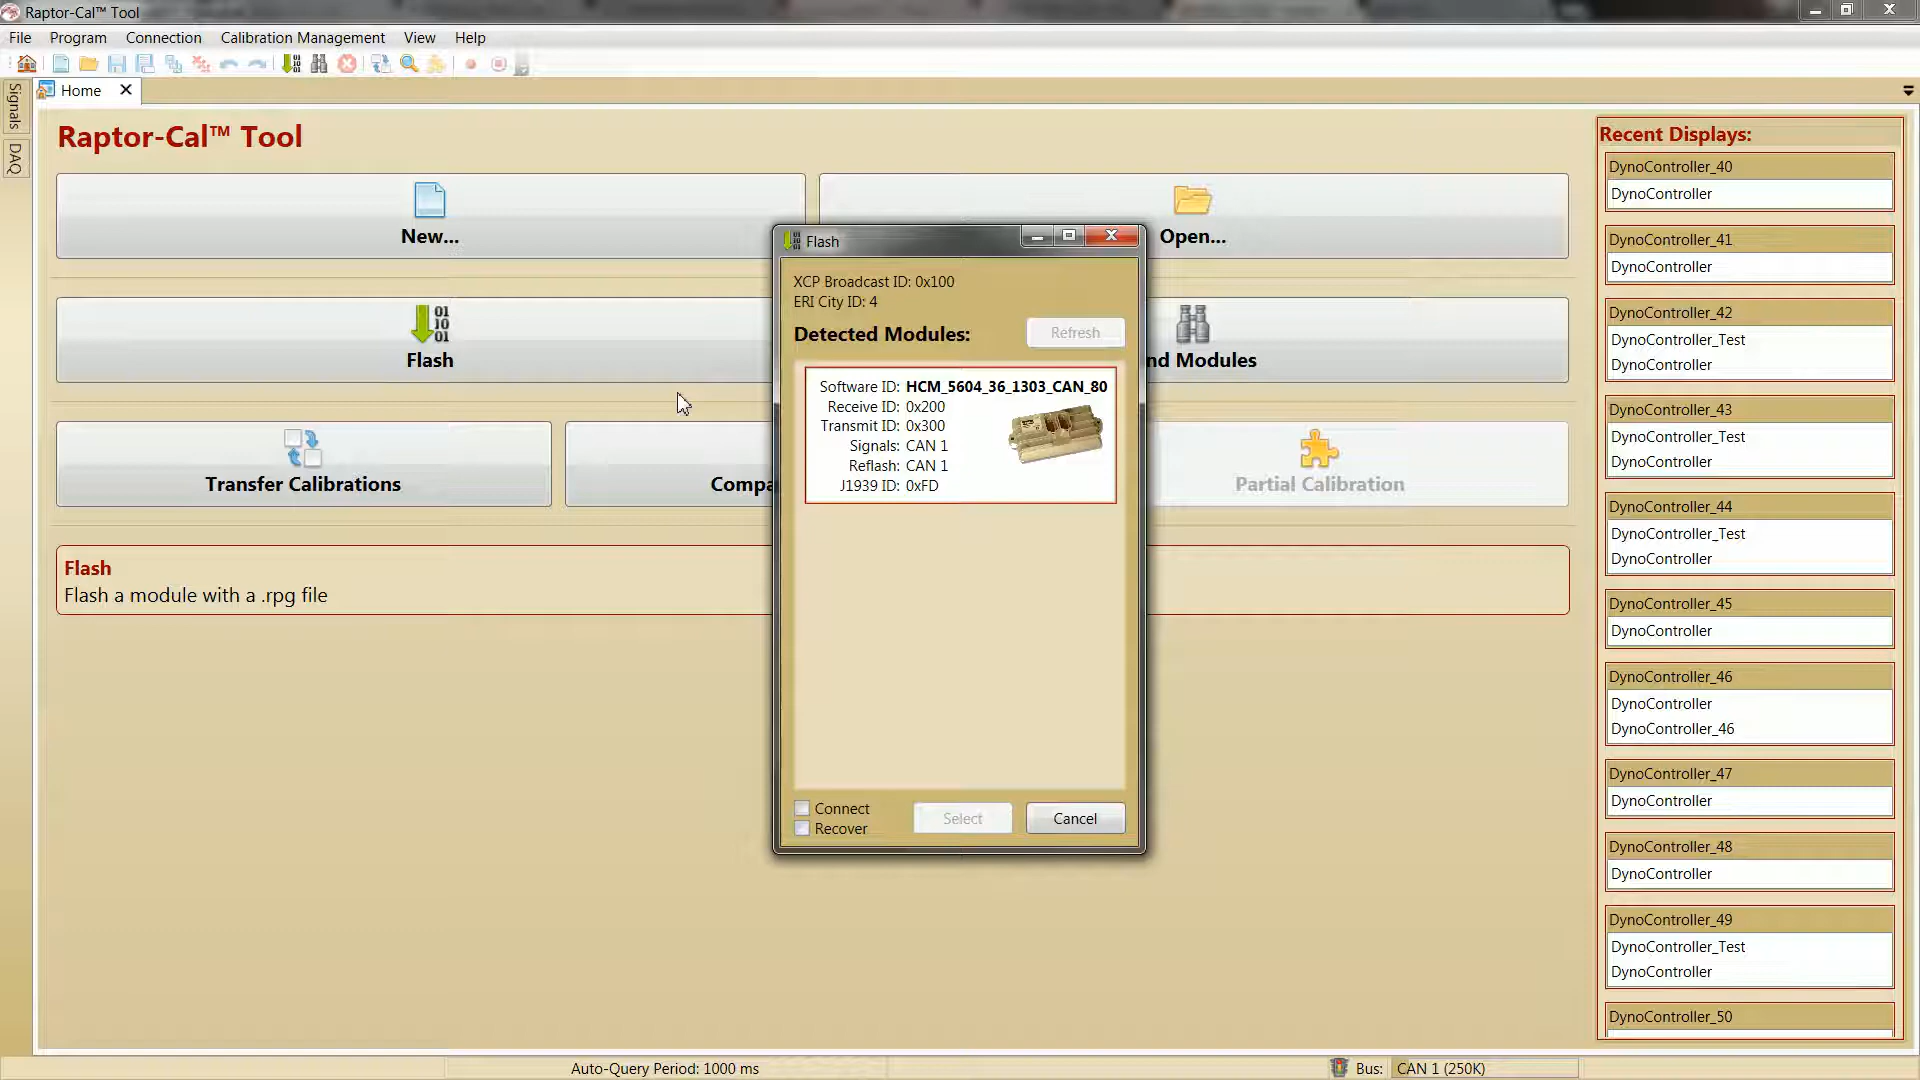 Raptor-Cal™ Tool
File Program Connection Calibration Management View Help
Home
Signals
DAQ
Raptor-Cal™ Tool
New...
Open...
Flash
nd Modules
Transfer Calibrations
Compa
Partial Calibration
Flash
Flash a module with a .rpg file
Flash
XCP Broadcast ID: 0x100
ERI City ID: 4
Detected Modules:
Refresh
Software ID: HCM_5604_36_1303_CAN_80
Receive ID: 0x200
Transmit ID: 0x300
Signals: CAN 1
Reflash: CAN 1
J1939 ID: 0xFD
Connect
Recover
Select
Cancel
Recent Displays:
DynoController_40
DynoController
DynoController_41
DynoController
DynoController_42
DynoController_Test
DynoController
DynoController_43
DynoController_Test
DynoController
DynoController_44
DynoController_Test
DynoController
DynoController_45
DynoController
DynoController_46
DynoController
DynoController_46
DynoController_47
DynoController
DynoController_48
DynoController
DynoController_49
DynoController_Test
DynoController
DynoController_50
Auto-Query Period: 1000 ms
Bus: CAN 1 (250K)